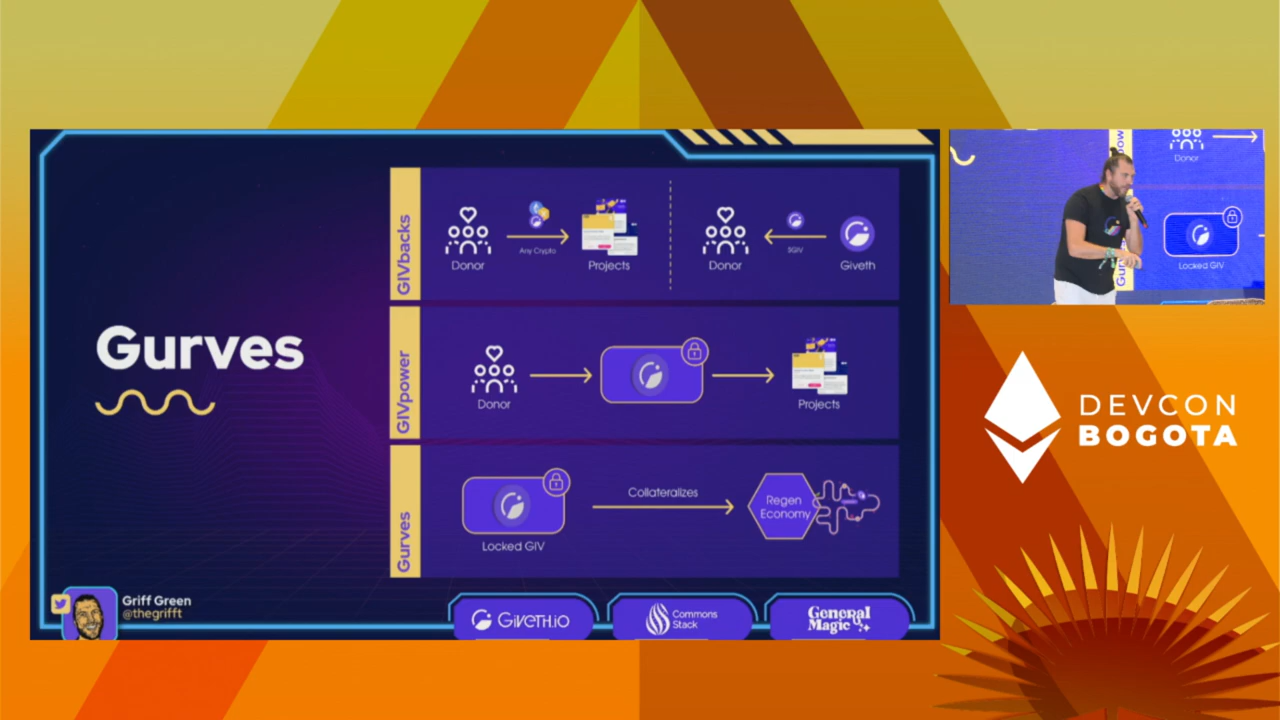 Gurves
GIVbacks
Donor
Any Crypto
Projects
Donor
$GIV
Giveth
GIVpower
Donor
Projects
Gurves
Locked GIV
Collateralizes
Regen
Economy
Griff Green
@thegrifft
GIVETH.IO
Commons
Stack
General
Magic
Donor
Locked GIV
DEVCON
BOGOTA